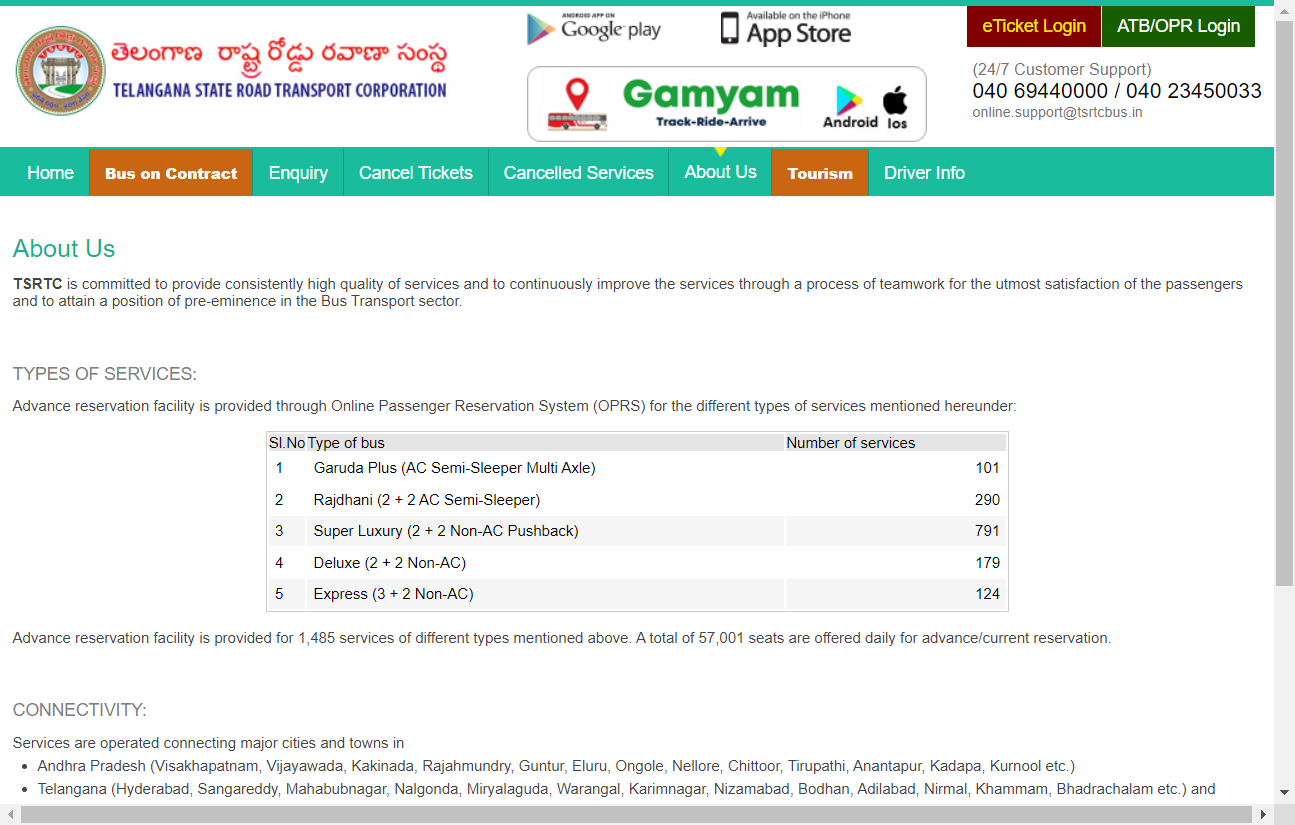 తెలంగాణ రాష్ట్ర రోడ్డు రవాణా సంస్థ
TELANGANA STATE ROAD TRANSPORT CORPORATION
ANDROID APP ON
Google play
Available on the iPhone
App Store
eTicket Login
ATB/OPR Login
Gamyam
Track-Ride-Arrive
Android
Ios
(24/7 Customer Support)
040 69440000 / 040 23450033
online.support@tsrtcbus.in
Home Bus on Contract Enquiry Cancel Tickets Cancelled Services About Us Tourism Driver Info
About Us
TSRTC is committed to provide consistently high quality of services and to continuously improve the services through a process of teamwork for the utmost satisfaction of the passengers
and to attain a position of pre-eminence in the Bus Transport sector.
TYPES OF SERVICES:
Advance reservation facility is provided through Online Passenger Reservation System (OPRS) for the different types of services mentioned hereunder:
Sl.No Type of bus Number of services
1 Garuda Plus (AC Semi-Sleeper Multi Axle) 101
2 Rajdhani (2 + 2 AC Semi-Sleeper) 290
3 Super Luxury (2 + 2 Non-AC Pushback) 791
4 Deluxe (2 + 2 Non-AC) 179
5 Express (3 + 2 Non-AC) 124
Advance reservation facility is provided for 1,485 services of different types mentioned above. A total of 57,001 seats are offered daily for advance/current reservation.
CONNECTIVITY:
Services are operated connecting major cities and towns in
• Andhra Pradesh (Visakhapatnam, Vijayawada, Kakinada, Rajahmundry, Guntur, Eluru, Ongole, Nellore, Chittoor, Tirupathi, Anantapur, Kadapa, Kurnool etc.)
• Telangana (Hyderabad, Sangareddy, Mahabubnagar, Nalgonda, Miryalaguda, Warangal, Karimnagar, Nizamabad, Bodhan, Adilabad, Nirmal, Khammam, Bhadrachalam etc.) and